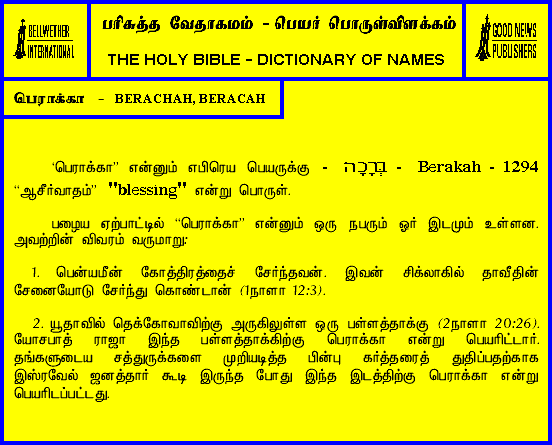 BELLWETHER
INTERNATIONAL
பரிசுத்த வேதாகமம் - பெயர் பொருள்விளக்கம்
THE HOLY BIBLE - DICTIONARY OF NAMES
GOOD NEWS
PUBLISHERS
பெராக்கா - BERACHAH, BERACAH
‘பெராக்கா” என்னும் எபிரெய பெயருக்கு - בְּרָכָה - Berakah - 1294
“ஆசீர்வாதம்” "blessing" என்று பொருள்.
பழைய ஏற்பாட்டில் “பெராக்கா” என்னும் ஒரு நபரும் ஓர் இடமும் உள்ளன.
அவற்றின் விவரம் வருமாறு:
1. பென்யமீன் கோத்திரத்தைச் சேர்ந்தவன். இவன் சிக்லாகில் தாவீதின்
சேனையோடு சேர்ந்து கொண்டான் (1நாளா 12:3).
2. யூதாவில் தெக்கோவாவிற்கு அருகிலுள்ள ஒரு பள்ளத்தாக்கு (2நாளா 20:26).
யோசபாத் ராஜா இந்த பள்ளத்தாக்கிற்கு பெராக்கா என்று பெயரிட்டார்.
தங்களுடைய சத்துருக்களை முறியடித்த பின்பு கர்த்தரைத் துதிப்பதற்காக
இஸ்ரவேல் ஜனத்தார் கூடி இருந்த போது இந்த இடத்திற்கு பெராக்கா என்று
பெயரிடப்பட்டது.